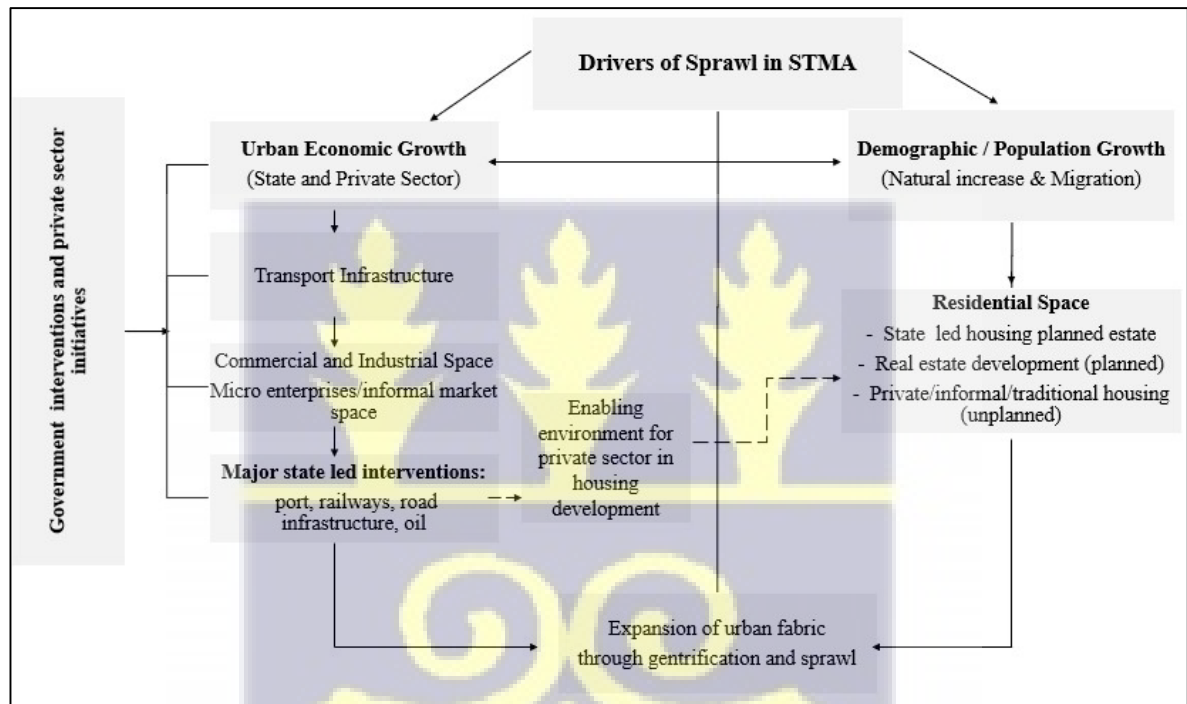 Drivers of Sprawl in STMA
Government interventions and private sector
initiatives
Urban Economic Growth
(State and Private Sector)
Demographic / Population Growth
(Natural increase & Migration)
Transport Infrastructure
Commercial and Industrial Space
Micro enterprises/informal market
space
Major state led interventions:
port, railways, road
infrastructure, oil
Enabling
environment for
private sector in
housing
development
Residential Space
- State led housing planned estate
- Real estate development (planned)
- Private/informal/traditional housing
(unplanned)
Expansion of urban fabric
through gentrification and sprawl